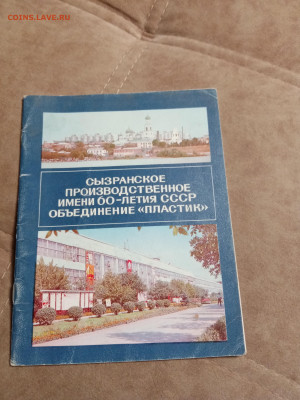 COINS.LAVE.RU
СЫЗРАНСКОЕ
ПРОИЗВОДСТВЕННОЕ
ИМЕНИ 60-ЛЕТИЯ СССР
ОБЪЕДИНЕНИЕ «ПЛАСТИК»